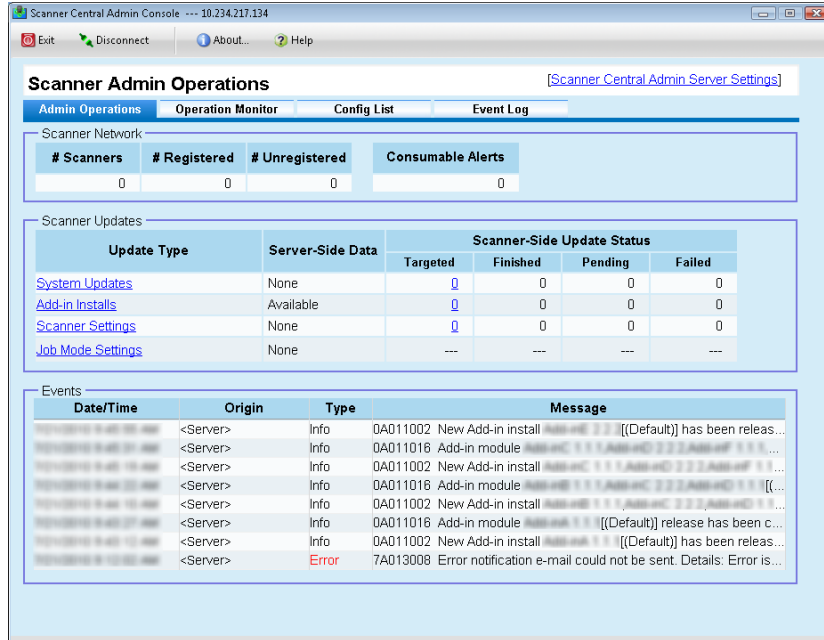 Scanner Central Admin Console --- 10.234.217.134
Exit Disconnect About... Help
Scanner Admin Operations [Scanner Central Admin Server Settings]
Admin Operations Operation Monitor Config List Event Log
Scanner Network
# Scanners # Registered # Unregistered Consumable Alerts
0 0 0 0
Scanner Updates
Update Type Server-Side Data Scanner-Side Update Status
Targeted Finished Pending Failed
System Updates None 0 0 0 0
Add-in Installs Available 0 0 0 0
Scanner Settings None 0 0 0 0
Job Mode Settings None --- --- --- ---
Events
Date/Time Origin Type Message
<Server> Info 0A011002 New Add-in install [(Default)] has been releas...
<Server> Info 0A011016 Add-in module ...
<Server> Info 0A011002 New Add-in install ...
<Server> Info 0A011016 Add-in module [(...
<Server> Info 0A011002 New Add-in install ...
<Server> Info 0A011016 Add-in module [(Default)] release has been c...
<Server> Info 0A011002 New Add-in install [(Default)] has been releas...
<Server> Error 7A013008 Error notification e-mail could not be sent. Details: Error is...